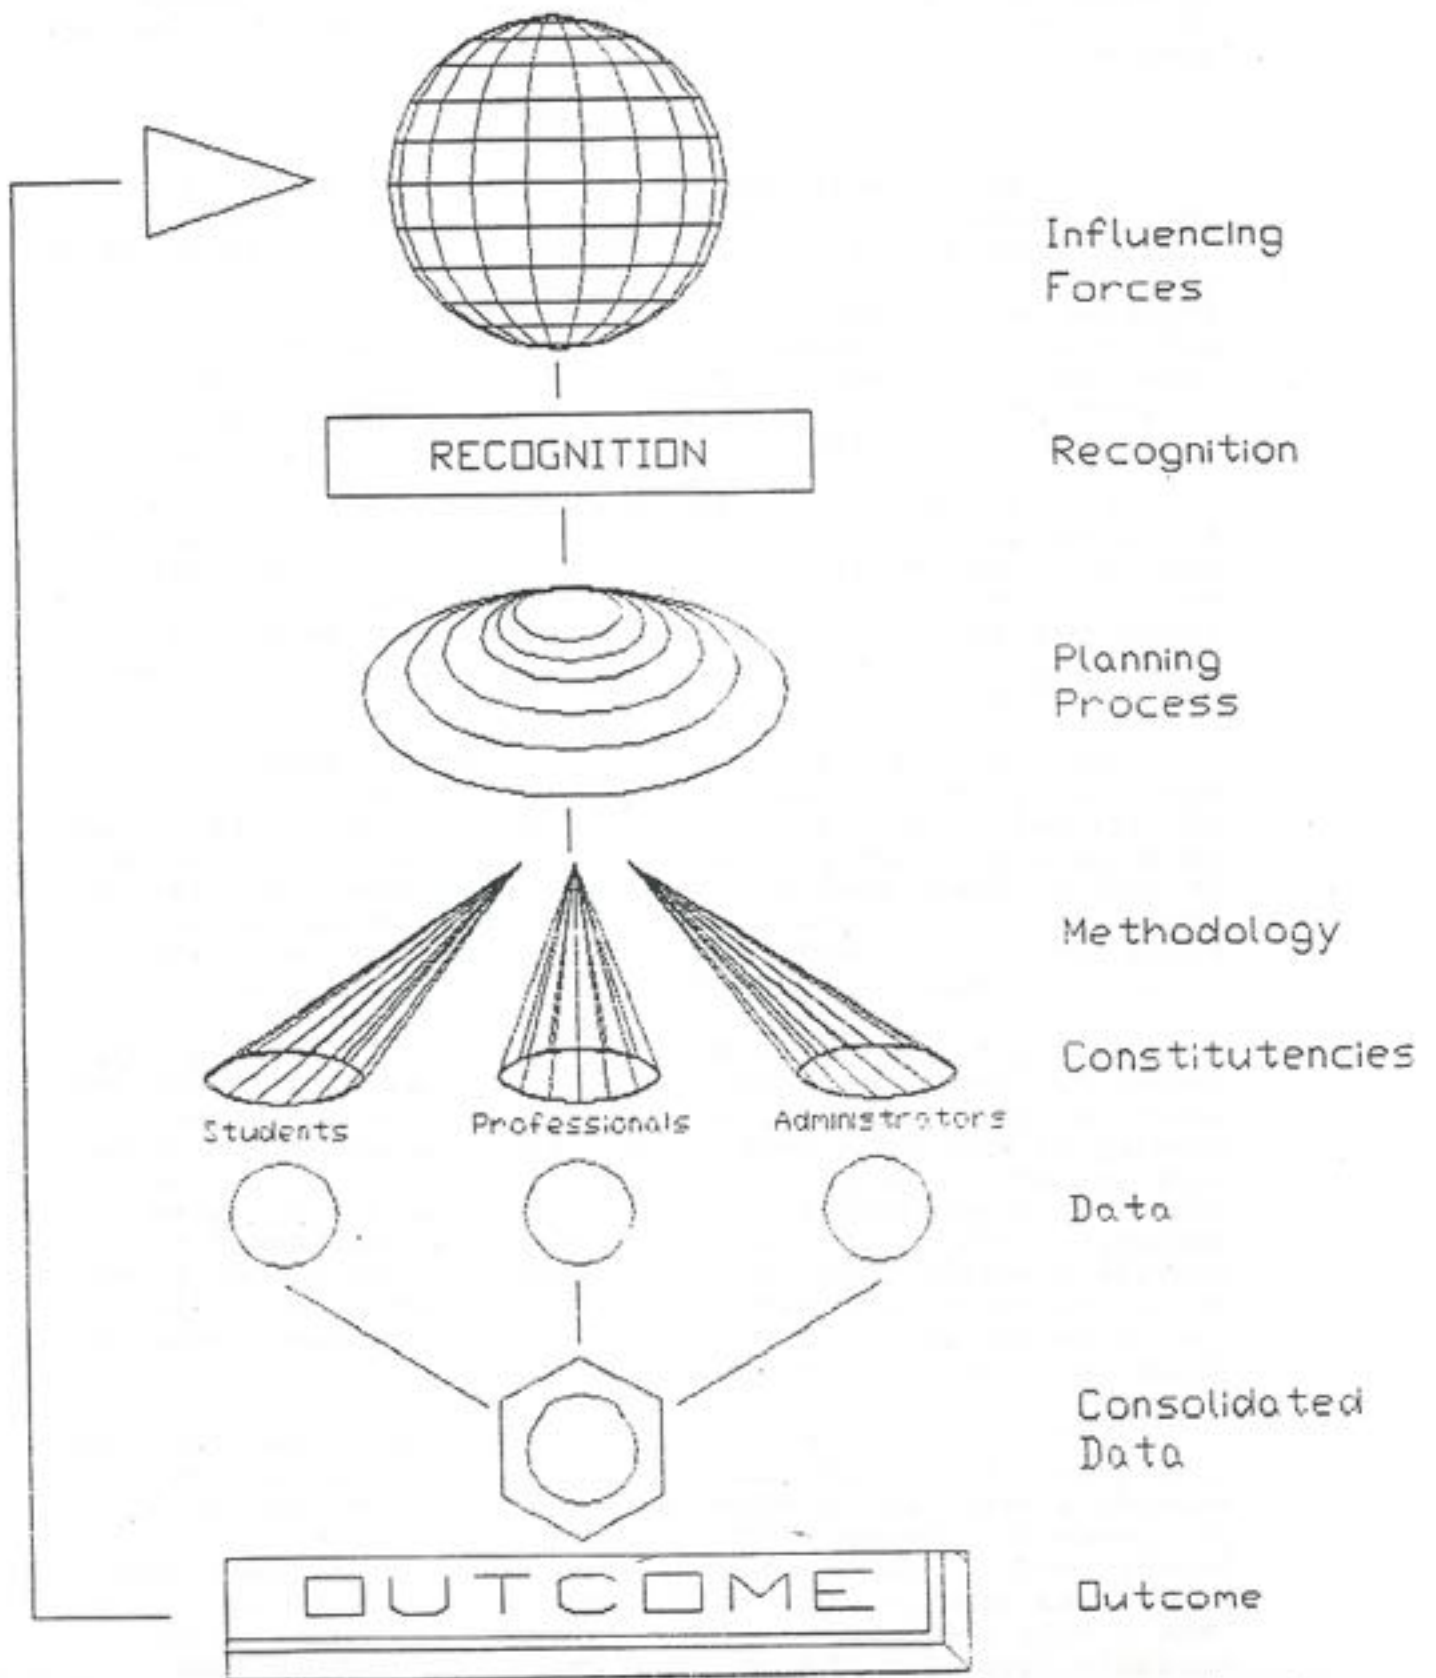 Influencing
Forces
RECOGNITION
Recognition
Planning
Process
Methodology
Constitutencies
Students
Professionals
Administrators
Data
Consolidated
Data
OUTCOME
Outcome